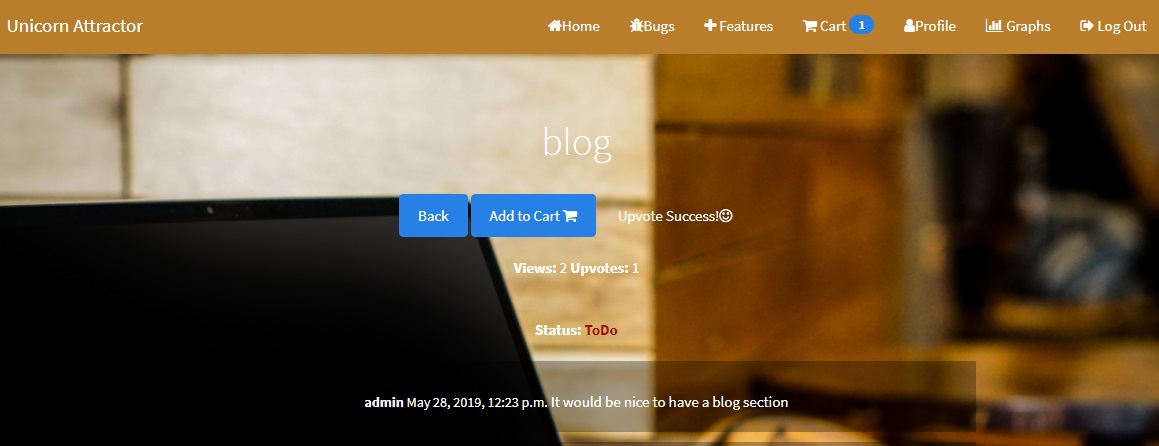 Unicorn Attractor Home Bugs Features Cart 1 Profile Graphs Log Out
blog
Back Add to Cart Upvote Success!
Views: 2 Upvotes: 1
Status: ToDo
admin May 28, 2019, 12:23 p.m. It would be nice to have a blog section